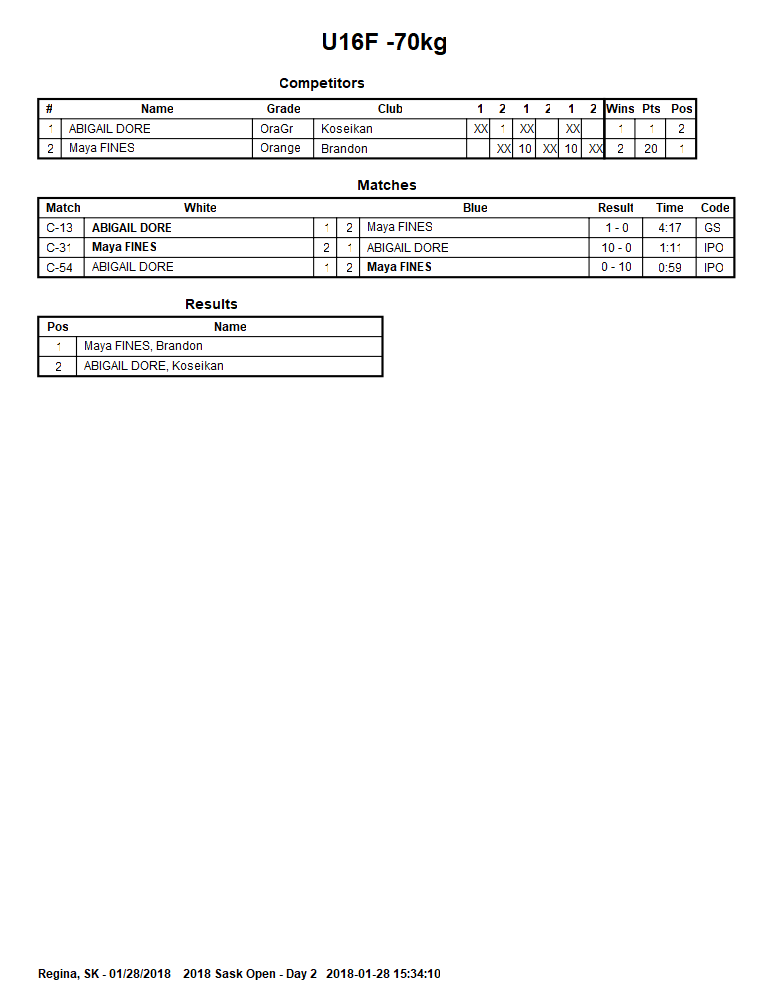 U16F -70kg
Competitors
# Name Grade Club 1 2 1 2 1 2 Wins Pts Pos
1 ABIGAIL DORE OraGr Koseikan XX 1 XX XX 1 1 2
2 Maya FINES Orange Brandon XX 10 XX 10 XX 2 20 1
Matches
Match White Blue Result Time Code
C-13 ABIGAIL DORE 1 2 Maya FINES 1 - 0 4:17 GS
C-31 Maya FINES 2 1 ABIGAIL DORE 10 - 0 1:11 IPO
C-54 ABIGAIL DORE 1 2 Maya FINES 0 - 10 0:59 IPO
Results
Pos Name
1 Maya FINES, Brandon
2 ABIGAIL DORE, Koseikan
Regina, SK - 01/28/2018 2018 Sask Open - Day 2 2018-01-28 15:34:10